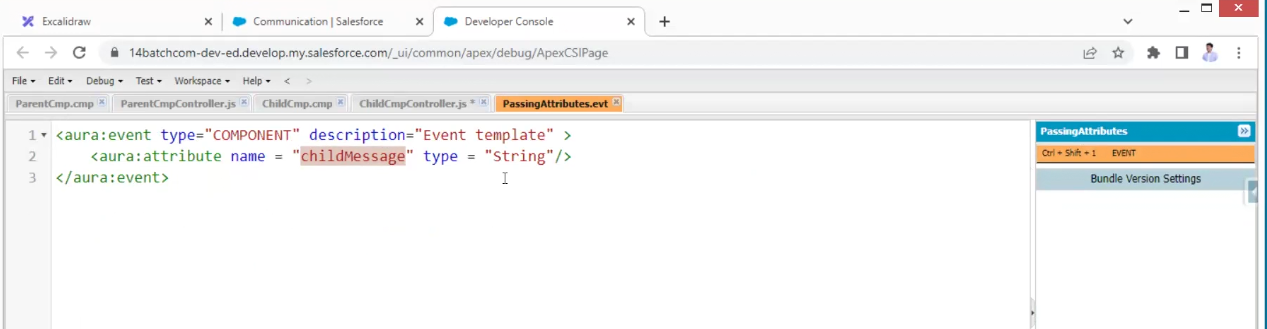 Excalidraw
Communication | Salesforce
Developer Console
14batchcom-dev-ed.develop.my.salesforce.com/_ui/common/apex/debug/ApexCSIPage
File Edit Debug Test Workspace Help < >
ParentCmp.cmp ParentCmpController.js ChildCmp.cmp ChildCmpController.js * PassingAttributes.evt
1 <aura:event type="COMPONENT" description="Event template" >
2 <aura:attribute name = "childMessage" type = "String"/>
3 </aura:event>
PassingAttributes
Ctrl + Shift + 1 EVENT
Bundle Version Settings